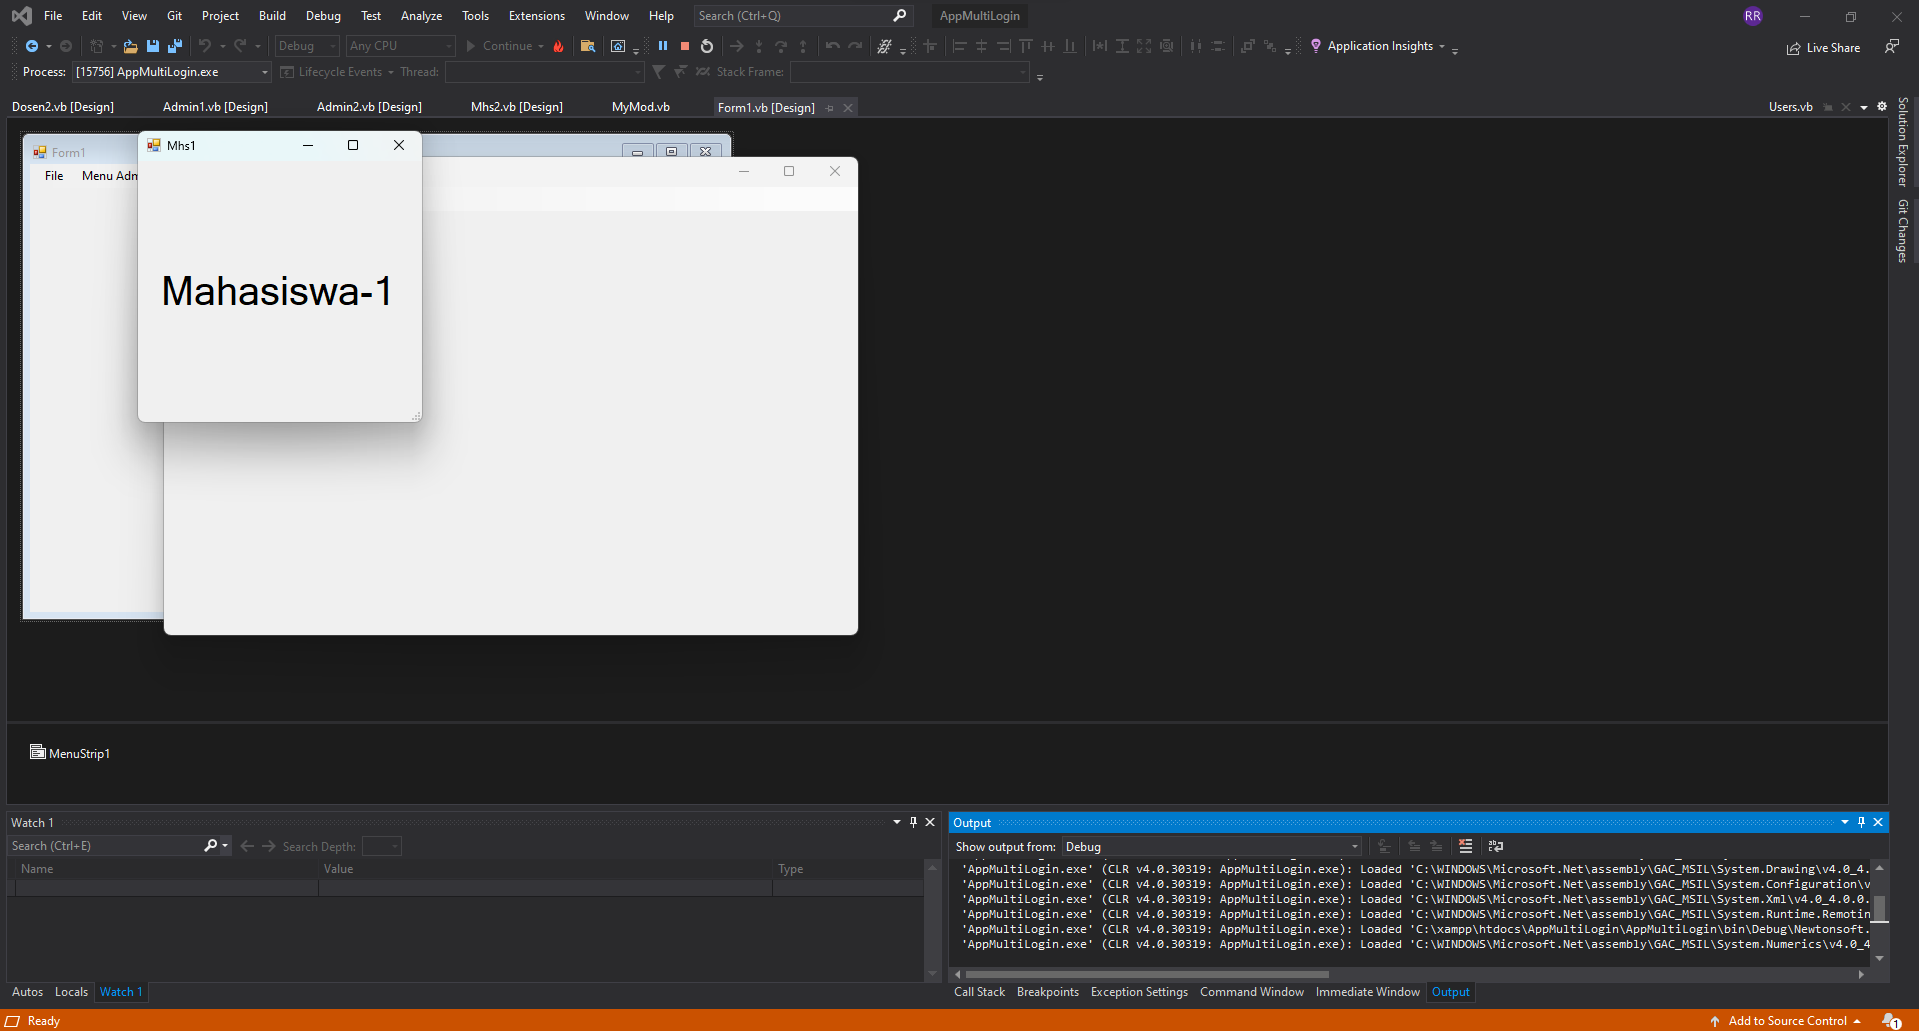 File Edit View Git Project Build Debug Test Analyze Tools Extensions Window Help Search (Ctrl+Q) AppMultiLogin RR
Debug Any CPU Continue Application Insights Live Share
Process: [15756] AppMultiLogin.exe Lifecycle Events Thread: Stack Frame:
Dosen2.vb [Design] Admin1.vb [Design] Admin2.vb [Design] Mhs2.vb [Design] MyMod.vb Form1.vb [Design] Users.vb
Solution Explorer
Git Changes
Form1
File Menu Adm
Mhs1
Mahasiswa-1
MenuStrip1
Watch 1
Search (Ctrl+E) Search Depth:
Name Value Type
Autos Locals Watch 1
Output
Show output from: Debug
'AppMultiLogin.exe' (CLR v4.0.30319: AppMultiLogin.exe): Loaded 'C:\WINDOWS\Microsoft.Net\assembly\GAC_MSIL\System.Drawing\v4.0_4.
'AppMultiLogin.exe' (CLR v4.0.30319: AppMultiLogin.exe): Loaded 'C:\WINDOWS\Microsoft.Net\assembly\GAC_MSIL\System.Configuration\v
'AppMultiLogin.exe' (CLR v4.0.30319: AppMultiLogin.exe): Loaded 'C:\WINDOWS\Microsoft.Net\assembly\GAC_MSIL\System.Xml\v4.0_4.0.0.
'AppMultiLogin.exe' (CLR v4.0.30319: AppMultiLogin.exe): Loaded 'C:\WINDOWS\Microsoft.Net\assembly\GAC_MSIL\System.Runtime.Remotin
'AppMultiLogin.exe' (CLR v4.0.30319: AppMultiLogin.exe): Loaded 'C:\xampp\htdocs\AppMultiLogin\AppMultiLogin\bin\Debug\Newtonsoft.
'AppMultiLogin.exe' (CLR v4.0.30319: AppMultiLogin.exe): Loaded 'C:\WINDOWS\Microsoft.Net\assembly\GAC_MSIL\System.Numerics\v4.0_4
Call Stack Breakpoints Exception Settings Command Window Immediate Window Output
Ready Add to Source Control 1